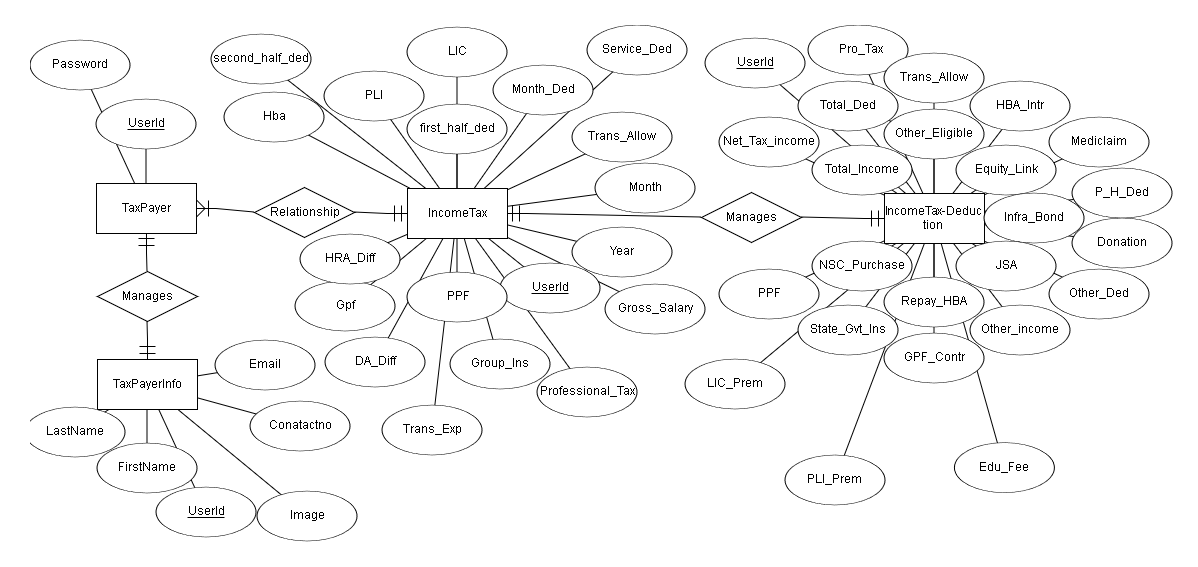 Password
UserId
TaxPayer
second_half_ded
LIC
Service_Ded
PLI
Month_Ded
Hba
first_half_ded
Trans_Allow
Month
Relationship
IncomeTax
HRA_Diff
Year
Gpf
PPF
UserId
Gross_Salary
DA_Diff
Group_Ins
Professional_Tax
Trans_Exp
Manages
TaxPayerInfo
Email
Conatactno
LastName
FirstName
UserId
Image
Manages
UserId
Pro_Tax
Trans_Allow
Total_Ded
HBA_Intr
Net_Tax_income
Other_Eligible
Mediclaim
Total_Income
Equity_Link
P_H_Ded
IncomeTax-Deduc
tion
Infra_Bond
Donation
NSC_Purchase
JSA
PPF
Repay_HBA
Other_Ded
State_Gvt_Ins
Other_income
GPF_Contr
LIC_Prem
PLI_Prem
Edu_Fee